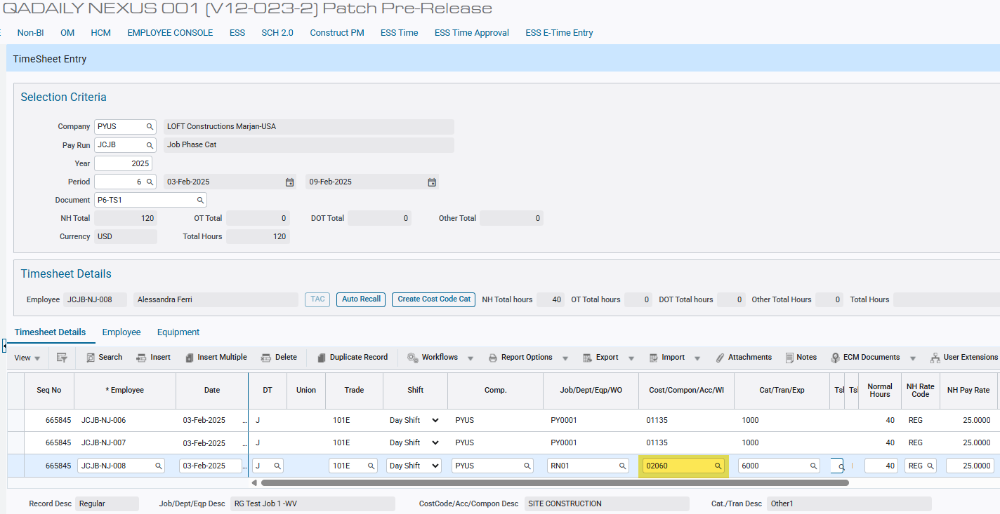 QADAILY NEXUS 001 (V12-023-2) Patch Pre-Release
Non-BI OM HCM EMPLOYEE CONSOLE ESS SCH 2.0 Construct PM ESS Time ESS Time Approval ESS E-Time Entry
TimeSheet Entry
Selection Criteria
Company PYUS LOFT Constructions Marjan-USA
Pay Run JCJB Job Phase Cat
Year 2025
Period 6 03-Feb-2025 09-Feb-2025
Document P6-TS1
NH Total 120 OT Total 0 DOT Total 0 Other Total 0
Currency USD Total Hours 120
Timesheet Details
Employee JCJB-NJ-008 Alessandra Ferri TAC Auto Recall Create Cost Code Cat NH Total hours 40 OT Total hours 0 DOT Total hours 0 Other Total Hours 0 Total Hours
Timesheet Details Employee Equipment
View Search Insert Insert Multiple Delete Duplicate Record Workflows Report Options Export Import Attachments Notes ECM Documents User Extensions
Seq No * Employee Date DT Union Trade Shift Comp. Job/Dept/Eqp/WO Cost/Compon/Acc/WI Cat/Tran/Exp Tsl Tsl Normal Hours NH Rate Code NH Pay Rate
665845 JCJB-NJ-006 03-Feb-2025 ... J 101E Day Shift PYUS PY0001 01135 1000 40 REG 25.0000
665845 JCJB-NJ-007 03-Feb-2025 ... J 101E Day Shift PYUS PY0001 01135 1000 40 REG 25.0000
665845 JCJB-NJ-008 03-Feb-2025 ... J 101E Day Shift PYUS RN01 02060 6000 40 REG 25.0000
Record Desc Regular Job/Dept/Eqp Desc RG Test Job 1 -WV CostCode/Acc/Compon Desc SITE CONSTRUCTION Cat./Tran Desc Other1